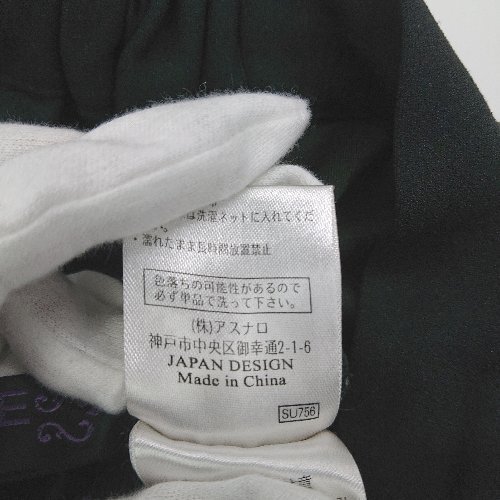 は洗濯ネットに入れてくだ
・濡れたまま長時間放置禁止
色落ちの可能性があるので
必ず単品で洗って下さい。
(株)アスナロ
神戸市中央区御幸通2-1-6
JAPAN DESIGN
Made in China
SU756